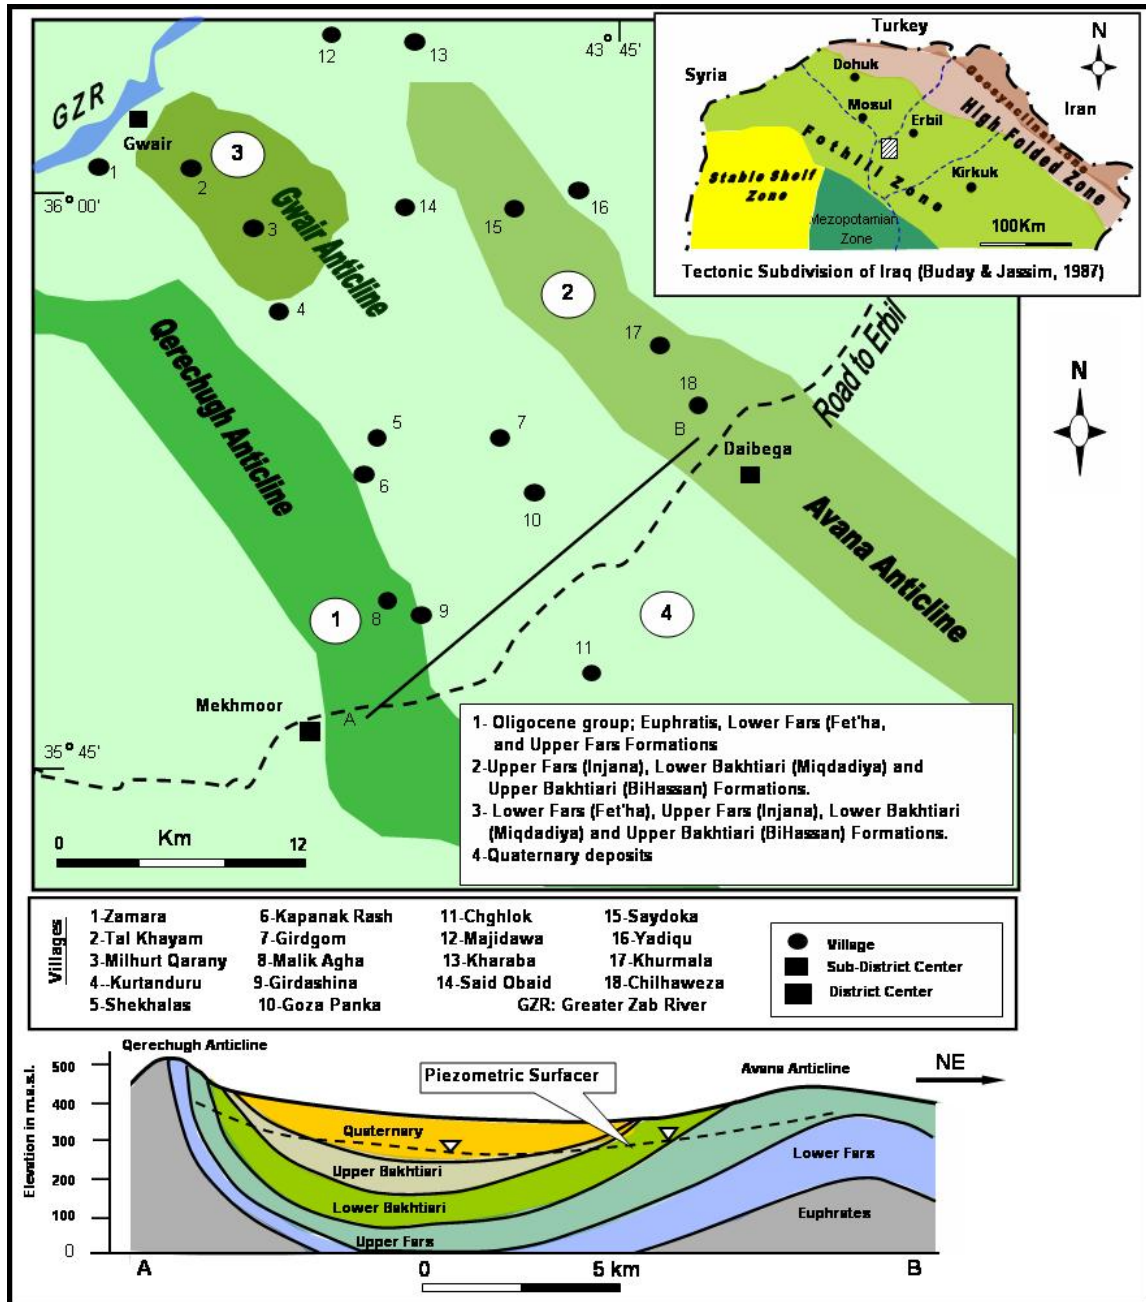 12
13
43° 45'
GZR
Gwair
1
2
3
3
36° 00'
Gwair Anticline
14
15
16
4
2
17
18
B
Daibega
Road to Erbil
Qerechugh Anticline
5
6
7
10
Avana Anticline
1
8
9
4
11
Mekhmoor
A
35° 45'
Km
0 12
Turkey
N
Syria
Dohuk
Iran
Mosul
Erbil
Geosynclinal Zone
High Folded Zone
Fothill Zone
Kirkuk
Stable Shelf
Zone
Mezopotamian
Zone
100Km
Tectonic Subdivision of Iraq (Buday & Jassim, 1987)
N
1- Oligocene group; Euphratis, Lower Fars (Fet'ha,
and Upper Fars Formations
2-Upper Fars (Injana), Lower Bakhtiari (Miqdadiya) and
Upper Bakhtiari (BiHassan) Formations.
3- Lower Fars (Fet'ha), Upper Fars (Injana), Lower Bakhtiari
(Miqdadiya) and Upper Bakhtiari (BiHassan) Formations.
4-Quaternary deposits
Villages
1-Zamara
2-Tal Khayam
3-Milhurt Qarany
4--Kurtanduru
5-Shekhalas
6-Kapanak Rash
7-Girdgom
8-Malik Agha
9-Girdashina
10-Goza Panka
11-Chghlok
12-Majidawa
13-Kharaba
14-Said Obaid
15-Saydoka
16-Yadiqu
17-Khurmala
18-Chilhaweza
GZR: Greater Zab River
Village
Sub-District Center
District Center
Qerechugh Anticline
Avana Anticline
NE
Piezometric Surfacer
Elevation in m.a.s.l.
500
400
300
200
100
0
Quaternary
Upper Bakhtiari
Lower Bakhtiari
Upper Fars
Lower Fars
Euphrates
A
B
0 5 km